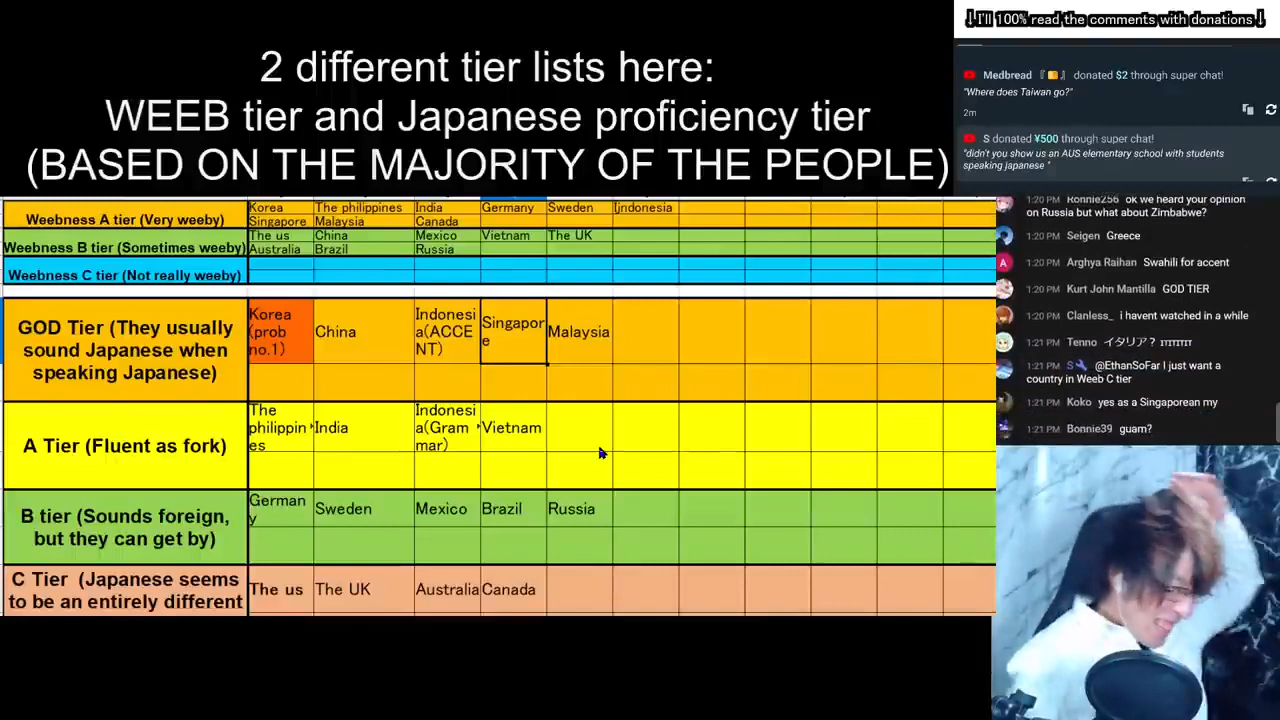 2 different tier lists here:
WEEB tier and Japanese proficiency tier
(BASED ON THE MAJORITY OF THE PEOPLE)
Weebness A tier (Very weeby)
Korea The philippines India Germany Sweden Indonesia
Singapore Malaysia Canada
Weebness B tier (Sometimes weeby)
The us China Mexico Vietnam The UK
Australia Brazil Russia
Weebness C tier (Not really weeby)
GOD Tier (They usually
sound Japanese when
speaking Japanese)
Korea
(prob
no.1)
China
Indonesi
a(ACCE
NT)
Singapor
e
Malaysia
A Tier (Fluent as fork)
The
philippin
es
India
Indonesi
a(Gram
mar)
Vietnam
B tier (Sounds foreign,
but they can get by)
German
y
Sweden
Mexico
Brazil
Russia
C Tier (Japanese seems
to be an entirely different
The us
The UK
Australia
Canada
↓I'll 100% read the comments with donations↓
Medbread 『🟨』 donated $2 through super chat!
"Where does Taiwan go?"
2m
S donated ¥500 through super chat!
"didn't you show us an AUS elementary school with students
speaking japanese "
1:20 PM Ronnie256 ok we heard your opinion
on Russia but what about Zimbabwe?
1:20 PM Seigen Greece
A 1:20 PM Arghya Raihan Swahili for accent
1:20 PM Kurt John Mantilla GOD TIER
1:20 PM Clanless_ i havent watched in a while
1:21 PM Tenno イタリア？
1:21 PM S🔧 @EthanSoFar I just want a
country in Weeb C tier
1:21 PM Koko yes as a Singaporean my
1:21 PM Bonnie39 guam?